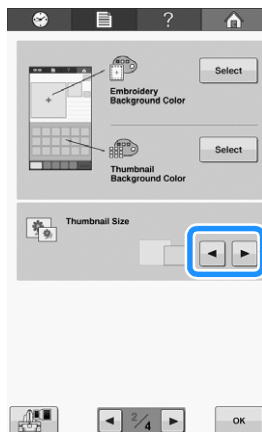 ?
Select
Embroidery
Background Color
Select
Thumbnail
Background Color
Thumbnail Size
2/4
OK